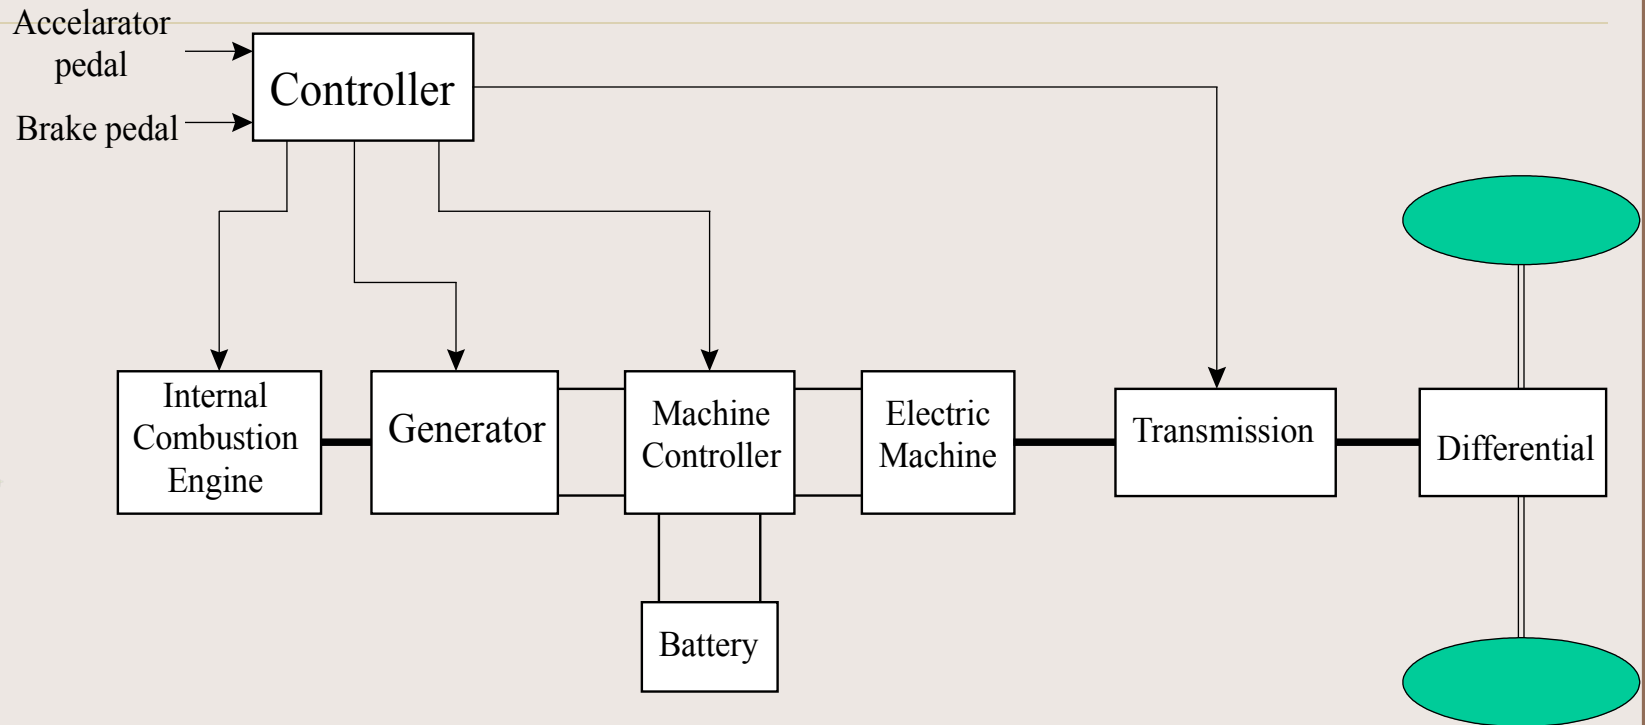 Accelarator
pedal
Controller
Brake pedal
Internal
Combustion
Engine
Generator
Machine
Controller
Electric
Machine
Transmission
Differential
Battery